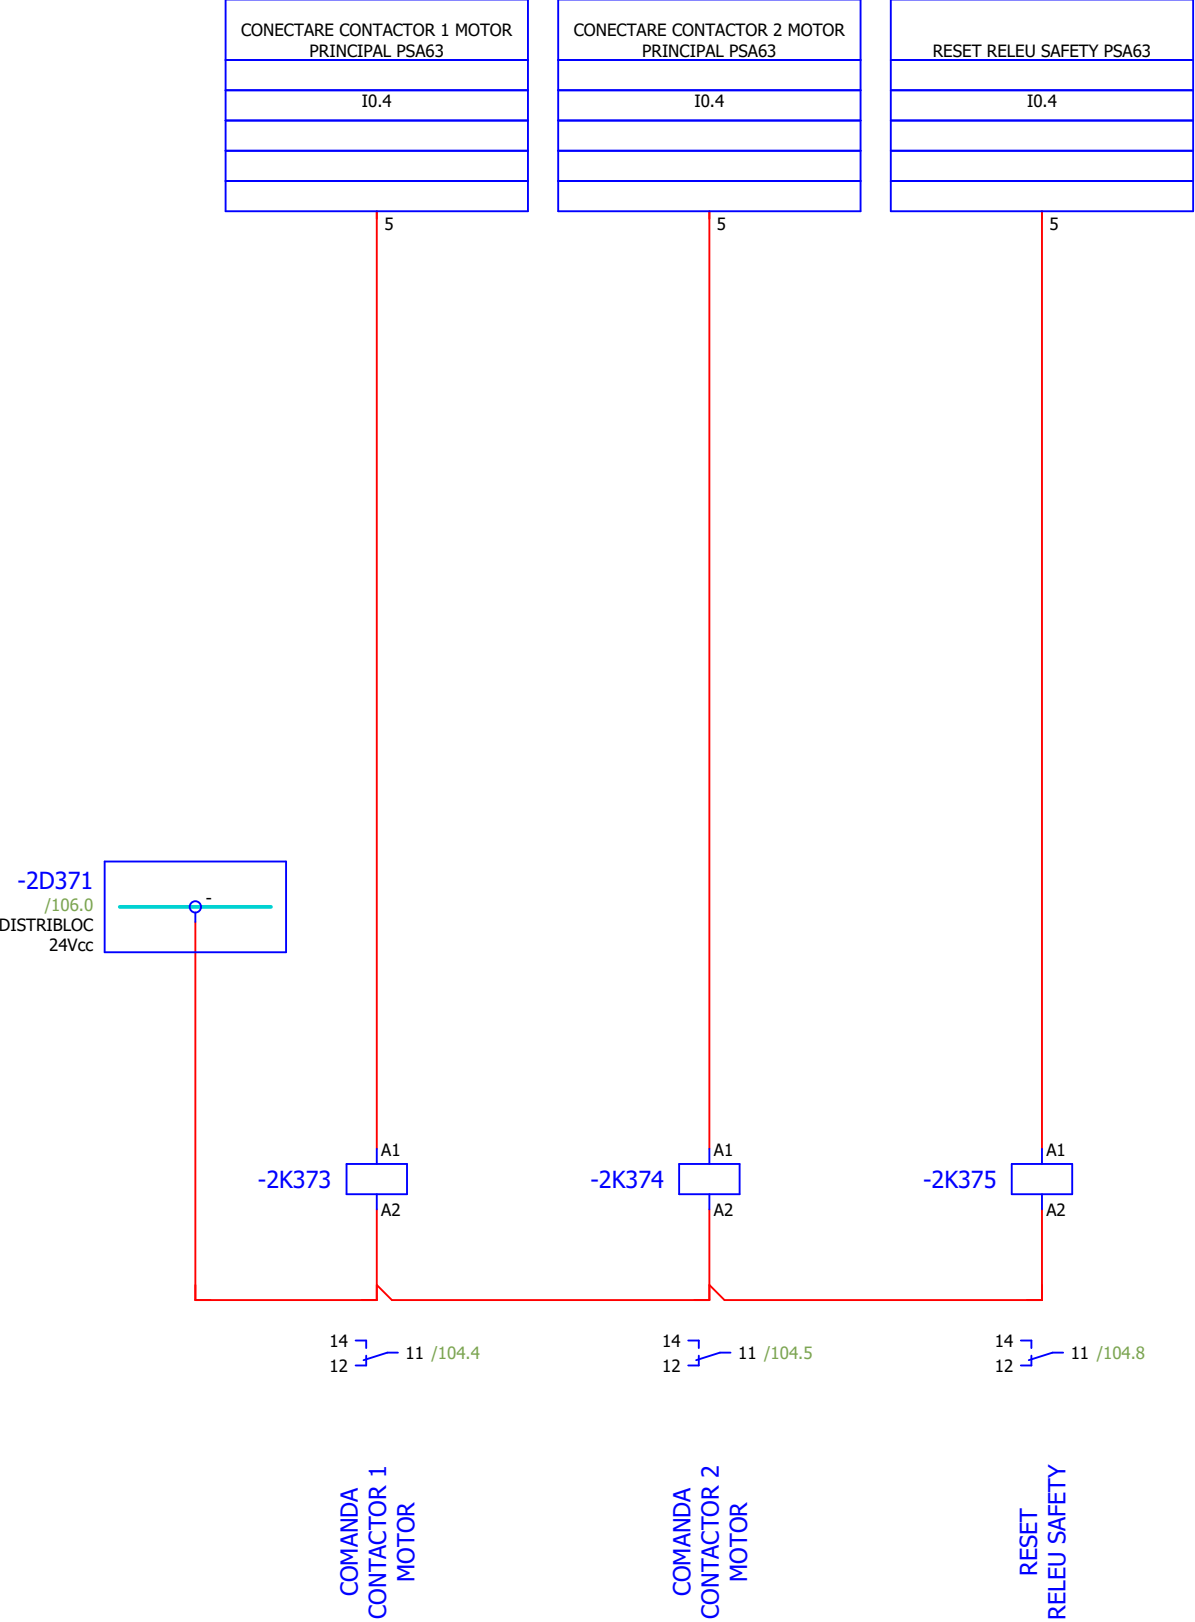 CONECTARE CONTACTOR 1 MOTOR
PRINCIPAL PSA63
I0.4
5
CONECTARE CONTACTOR 2 MOTOR
PRINCIPAL PSA63
I0.4
5
RESET RELEU SAFETY PSA63
I0.4
5
-2D371
/106.0
DISTRIBLOC
24Vcc
-
-2K373
A1
A2
-2K374
A1
A2
-2K375
A1
A2
14
12
11 /104.4
14
12
11 /104.5
14
12
11 /104.8
COMANDA
CONTACTOR 1
MOTOR
COMANDA
CONTACTOR 2
MOTOR
RESET
RELEU SAFETY